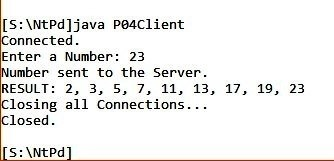 [S:\NtPd]java P04Client
Connected.
Enter a Number: 23
Number sent to the Server.
RESULT: 2, 3, 5, 7, 11, 13, 17, 19, 23
Closing all Connections...
Closed.
[S:\NtPd]